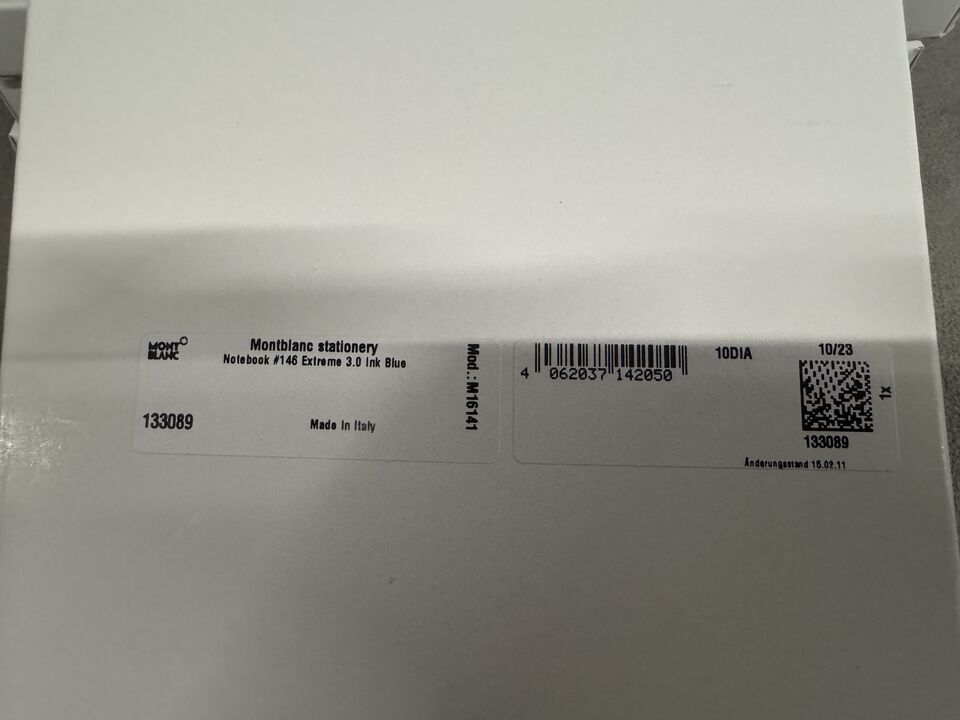 MONT
BLANC
Montblanc stationery
Notebook #146 Extreme 3.0 Ink Blue
133089
Made in Italy
Mod.: M16141
4 062037 142050
10DIA
10/23
1x
133089
Änderungsstand 15.02.11